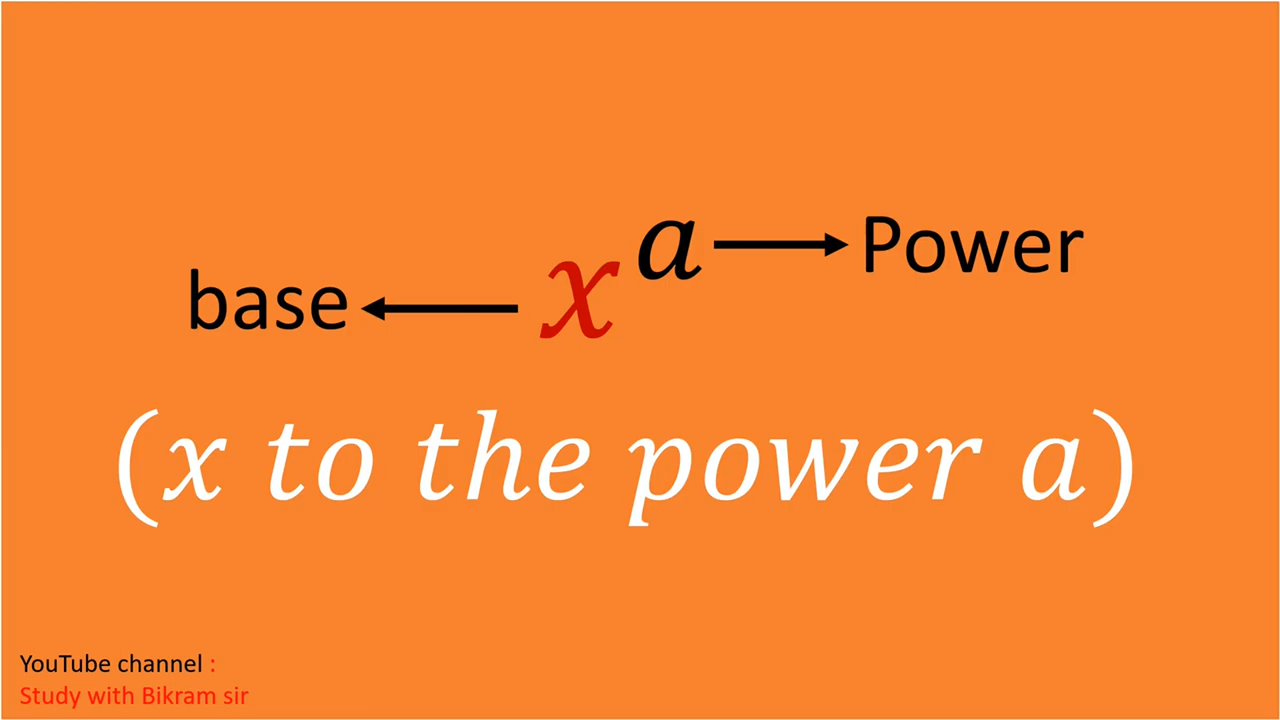 base ← x^a → Power
(x to the power a)
YouTube channel :
Study with Bikram sir